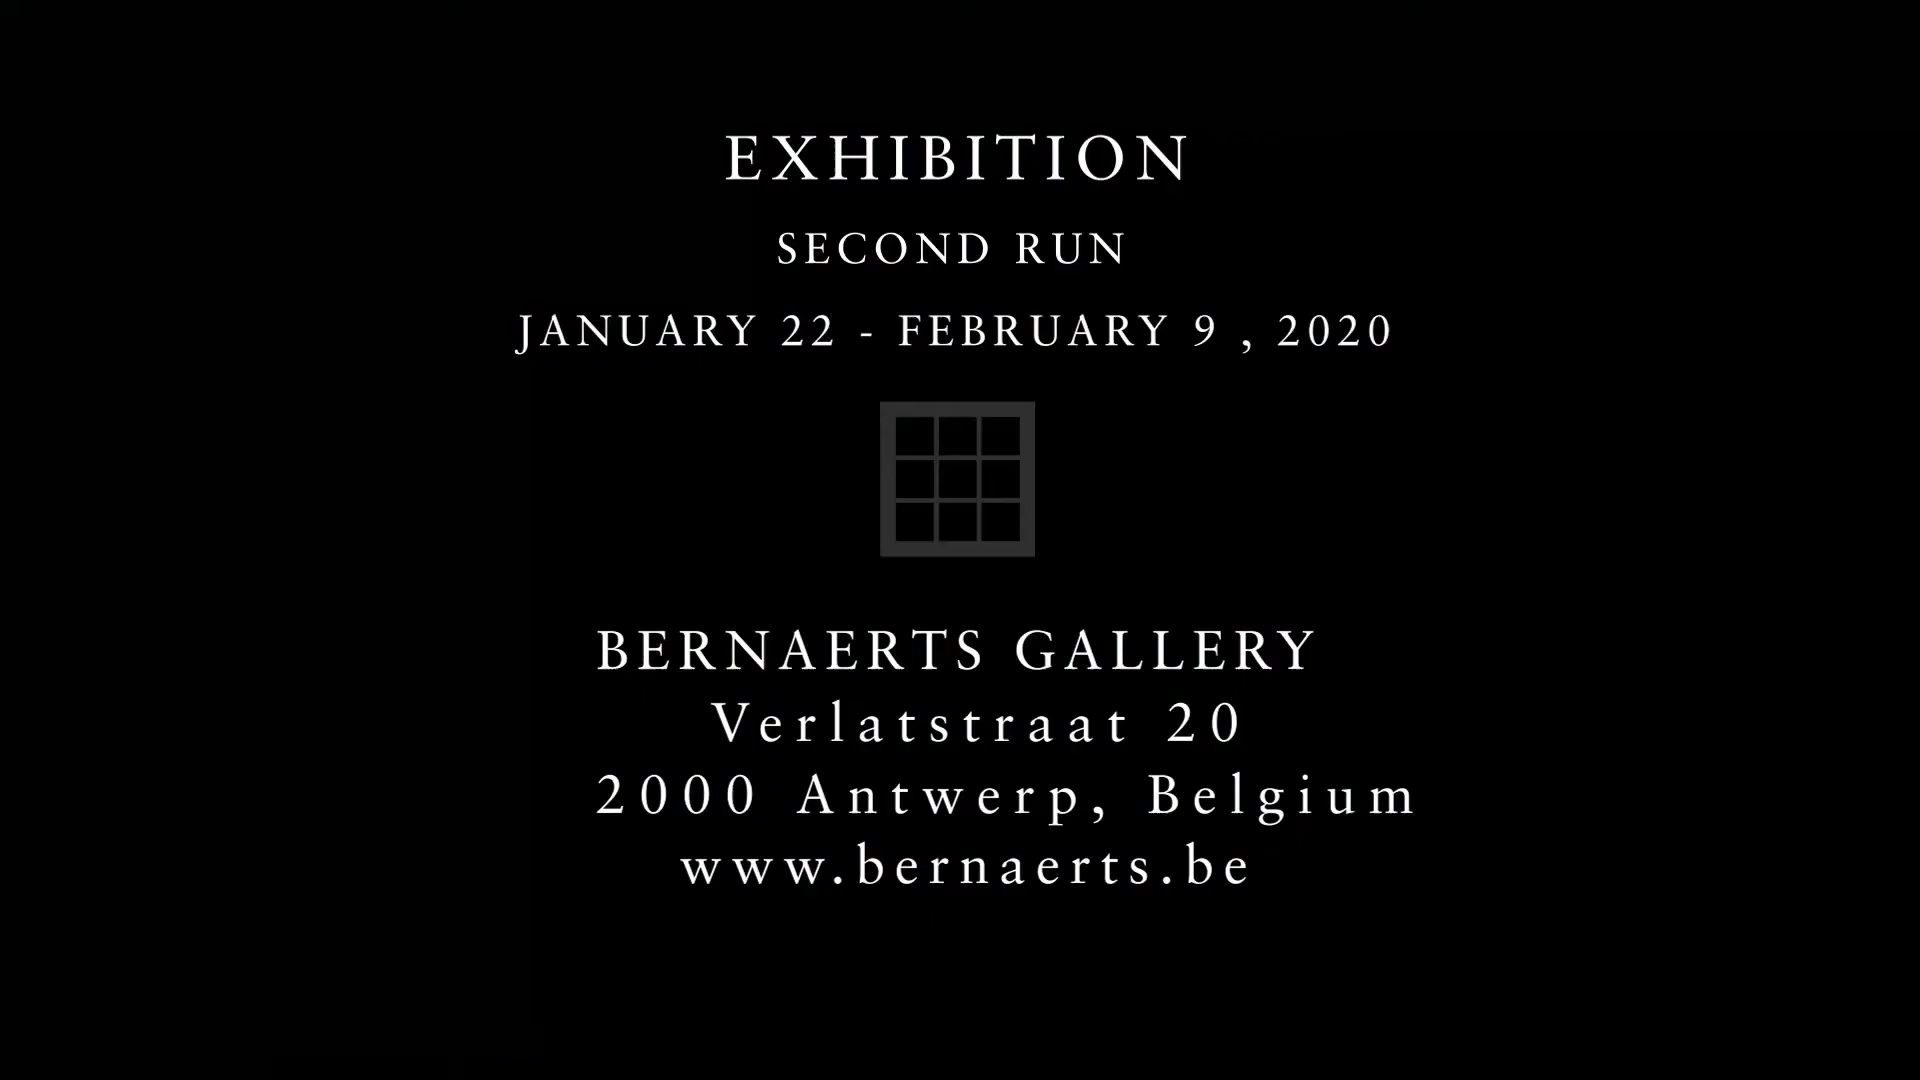 EXHIBITION
SECOND RUN
JANUARY 22 - FEBRUARY 9 , 2020
BERNAERTS GALLERY
Verlatstraat 20
2000 Antwerp, Belgium
www.bernaerts.be